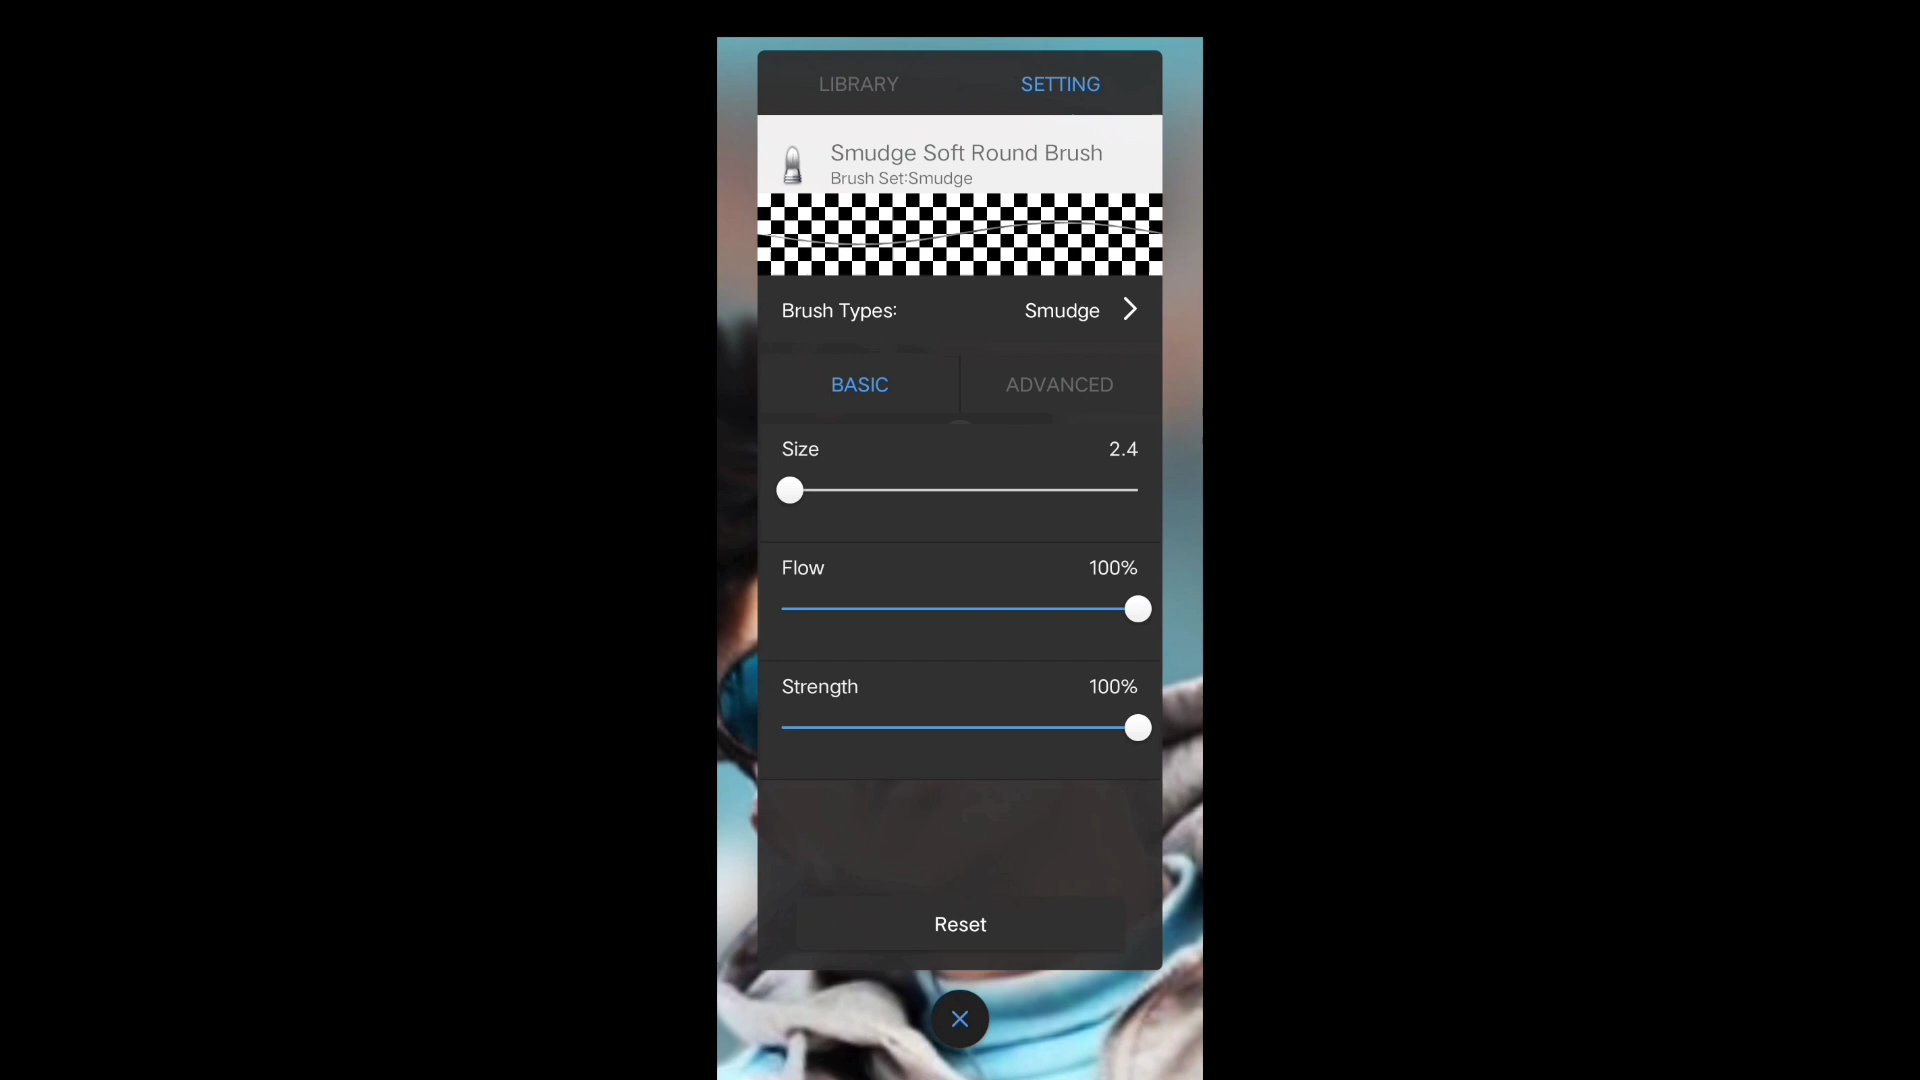 LIBRARY SETTING
Smudge Soft Round Brush
Brush Set:Smudge
Brush Types: Smudge
BASIC ADVANCED
Size 2.4
Flow 100%
Strength 100%
Reset